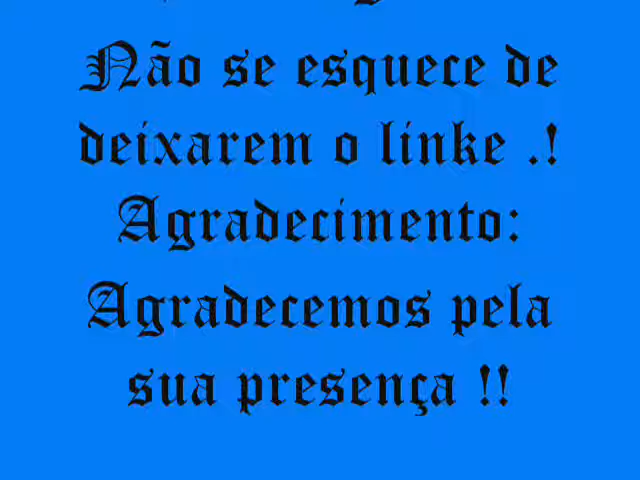 Não se esquece de
deixarem o linke .!
Agradecimento:
Agradecemos pela
sua presença !!